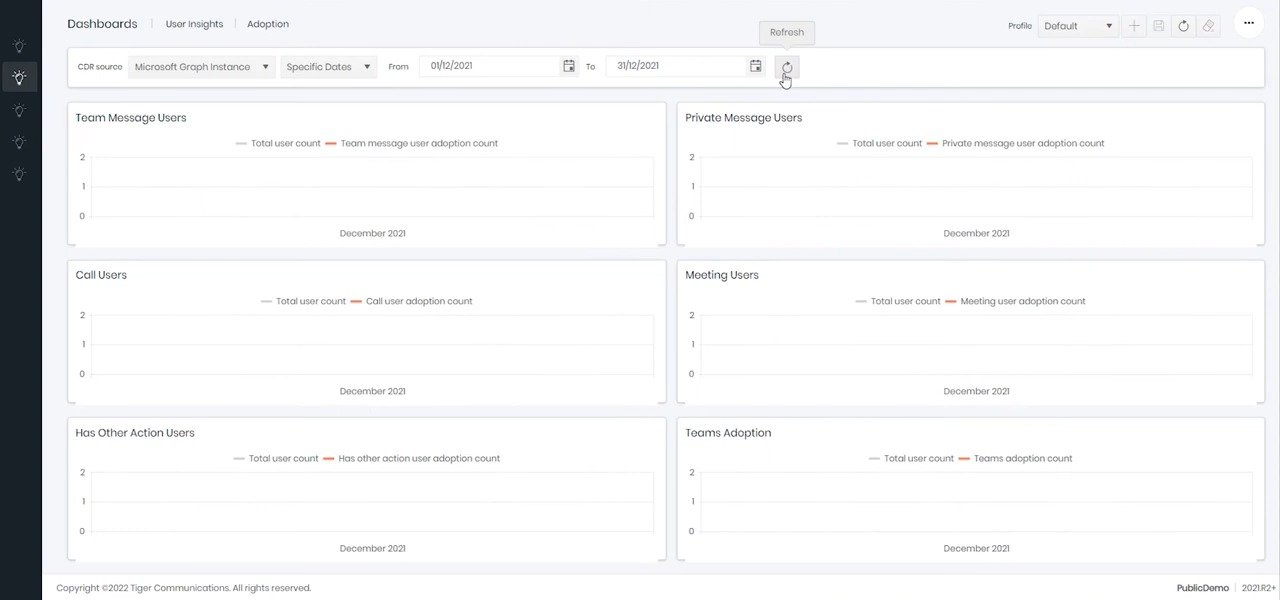 Dashboards User Insights Adoption
Profile Default
Refresh
CDR source Microsoft Graph Instance Specific Dates From 01/12/2021 To 31/12/2021
Team Message Users
Total user count Team message user adoption count
2
1
0
December 2021
Private Message Users
Total user count Private message user adoption count
2
1
0
December 2021
Call Users
Total user count Call user adoption count
2
1
0
December 2021
Meeting Users
Total user count Meeting user adoption count
2
1
0
December 2021
Has Other Action Users
Total user count Has other action user adoption count
2
1
0
December 2021
Teams Adoption
Total user count Teams adoption count
2
1
0
December 2021
Copyright ©2022 Tiger Communications. All rights reserved.
PublicDemo 2021.R2+